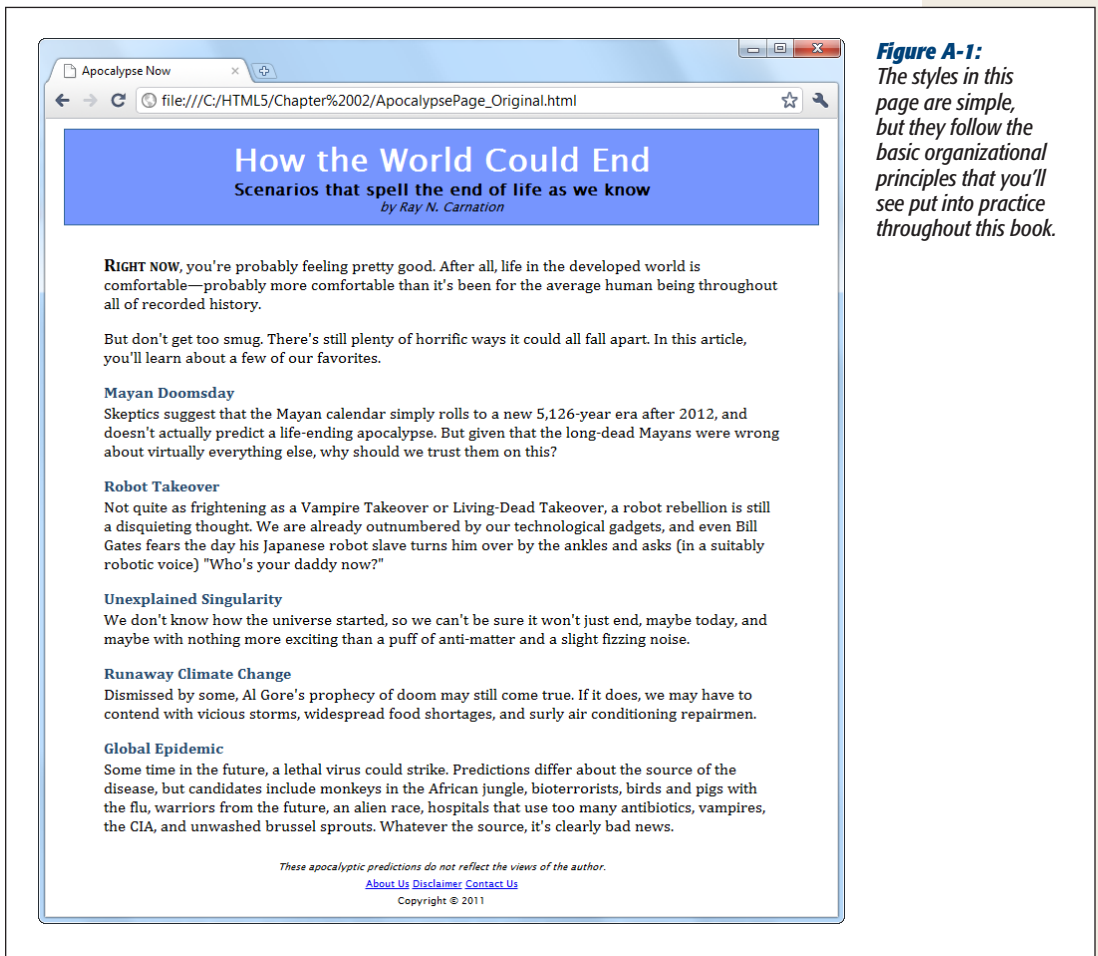 Apocalypse Now
file:///C:/HTML5/Chapter%2002/ApocalypsePage_Original.html
How the World Could End
Scenarios that spell the end of life as we know
by Ray N. Carnation
RIGHT NOW, you're probably feeling pretty good. After all, life in the developed world is
comfortable—probably more comfortable than it's been for the average human being throughout
all of recorded history.
But don't get too smug. There's still plenty of horrific ways it could all fall apart. In this article,
you'll learn about a few of our favorites.
Mayan Doomsday
Skeptics suggest that the Mayan calendar simply rolls to a new 5,126-year era after 2012, and
doesn't actually predict a life-ending apocalypse. But given that the long-dead Mayans were wrong
about virtually everything else, why should we trust them on this?
Robot Takeover
Not quite as frightening as a Vampire Takeover or Living-Dead Takeover, a robot rebellion is still
a disquieting thought. We are already outnumbered by our technological gadgets, and even Bill
Gates fears the day his Japanese robot slave turns him over by the ankles and asks (in a suitably
robotic voice) "Who's your daddy now?"
Unexplained Singularity
We don't know how the universe started, so we can't be sure it won't just end, maybe today, and
maybe with nothing more exciting than a puff of anti-matter and a slight fizzing noise.
Runaway Climate Change
Dismissed by some, Al Gore's prophecy of doom may still come true. If it does, we may have to
contend with vicious storms, widespread food shortages, and surly air conditioning repairmen.
Global Epidemic
Some time in the future, a lethal virus could strike. Predictions differ about the source of the
disease, but candidates include monkeys in the African jungle, bioterrorists, birds and pigs with
the flu, warriors from the future, an alien race, hospitals that use too many antibiotics, vampires,
the CIA, and unwashed brussel sprouts. Whatever the source, it's clearly bad news.
These apocalyptic predictions do not reflect the views of the author.
About Us Disclaimer Contact Us
Copyright © 2011
Figure A-1:
The styles in this
page are simple,
but they follow the
basic organizational
principles that you'll
see put into practice
throughout this book.